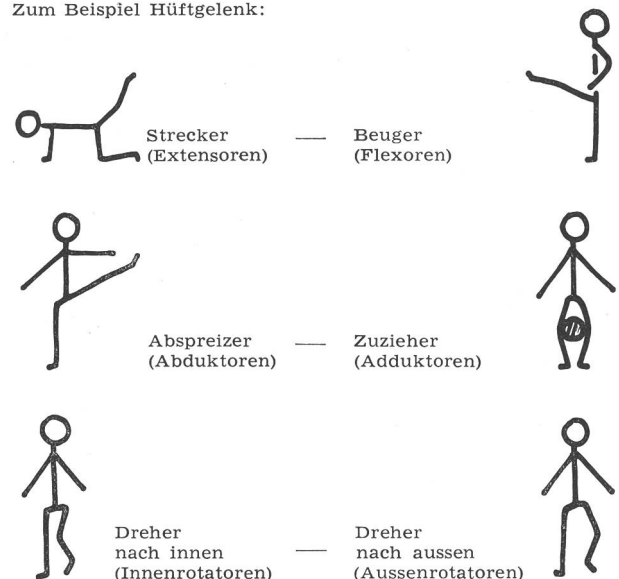 Zum Beispiel Hüftgelenk:
Strecker — Beuger
(Extensoren) (Flexoren)
Abspreizer — Zuzieher
(Abduktoren) (Adduktoren)
Dreher Dreher
nach innen — nach aussen
(Innenrotatoren) (Aussenrotatoren)